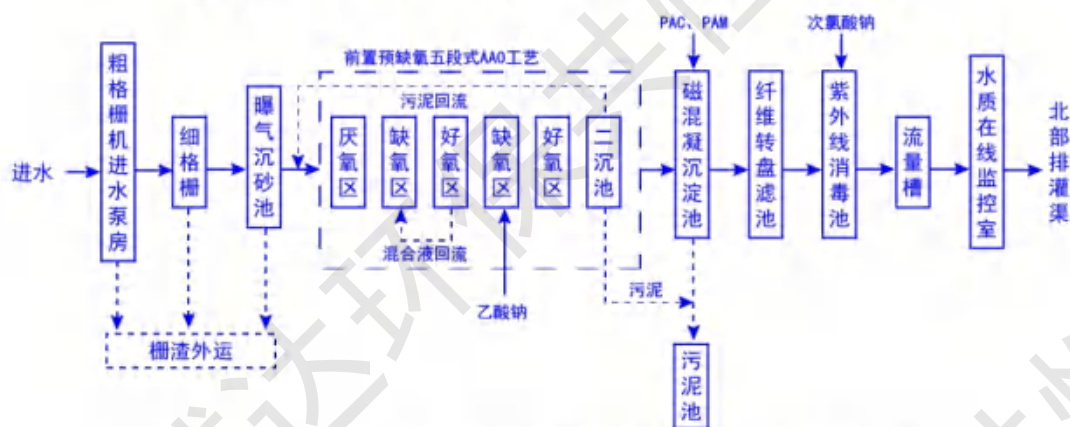 PAC、PAM
次氯酸钠
前置预缺氧五段式AAO工艺
污泥回流
进水
粗格栅机进水泵房
细格栅
曝气沉砂池
厌氧区
缺氧区
好氧区
缺氧区
好氧区
二沉池
磁混凝沉淀池
纤维转盘滤池
紫外线消毒池
流量槽
水质在线监控室
北部排灌渠
混合液回流
乙酸钠
污泥
栅渣外运
污泥池
达环保共